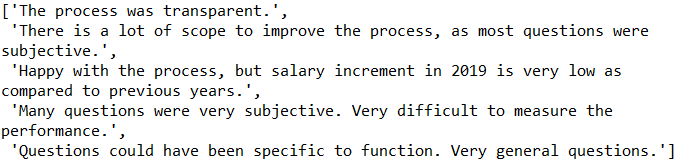 ['The process was transparent.',
 'There is a lot of scope to improve the process, as most questions were
subjective.',
 'Happy with the process, but salary increment in 2019 is very low as
compared to previous years.',
 'Many questions were very subjective. Very difficult to measure the
performance.',
 'Questions could have been specific to function. Very general questions.']